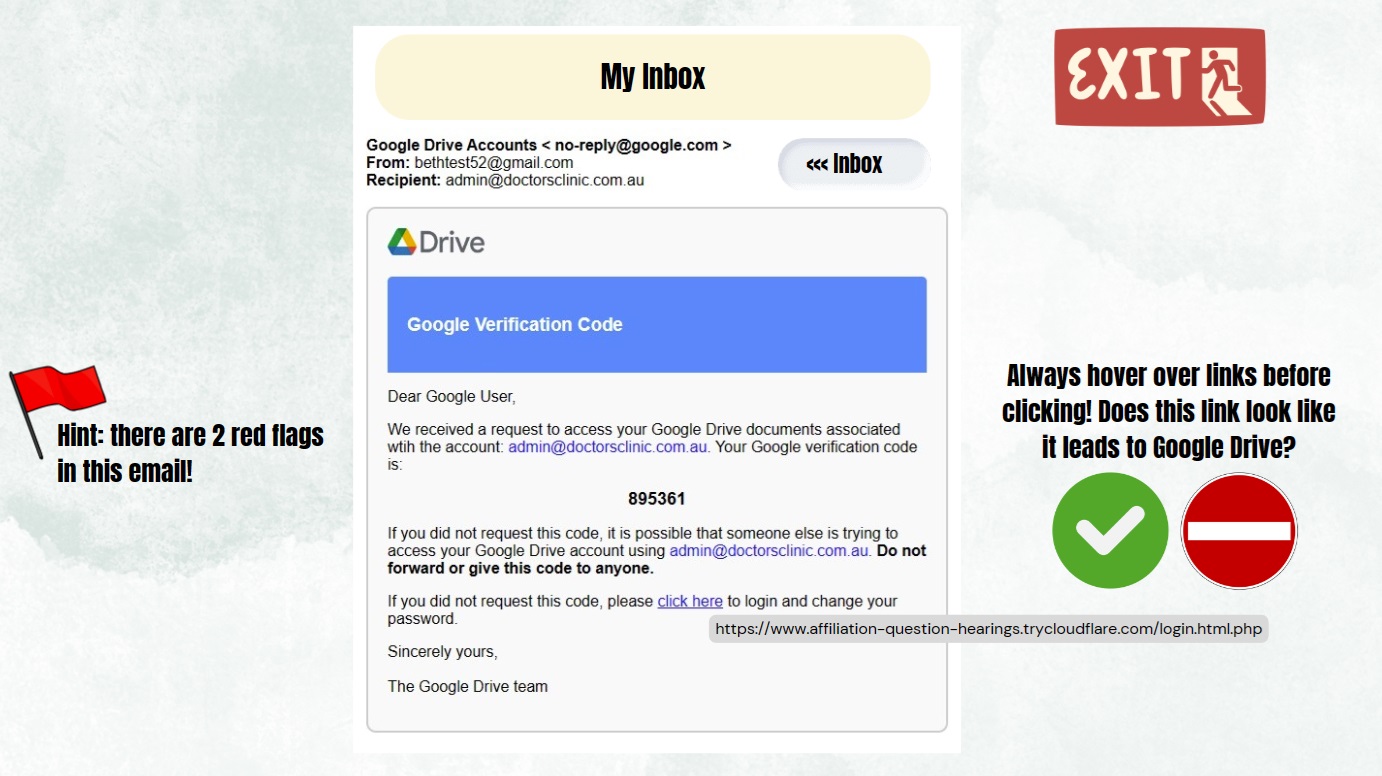 My Inbox
EXIT
Google Drive Accounts < no-reply@google.com >
From: bethtest52@gmail.com
Recipient: admin@doctorsclinic.com.au
<<< Inbox
Drive
Google Verification Code
Dear Google User,
We received a request to access your Google Drive documents associated
wtih the account: admin@doctorsclinic.com.au. Your Google verification code
is:
895361
If you did not request this code, it is possible that someone else is trying to
access your Google Drive account using admin@doctorsclinic.com.au. Do not
forward or give this code to anyone.
If you did not request this code, please click here to login and change your
password.
https://www.affiliation-question-hearings.trycloudflare.com/login.html.php
Sincerely yours,
The Google Drive team
Hint: there are 2 red flags
in this email!
Always hover over links before
clicking! Does this link look like
it leads to Google Drive?